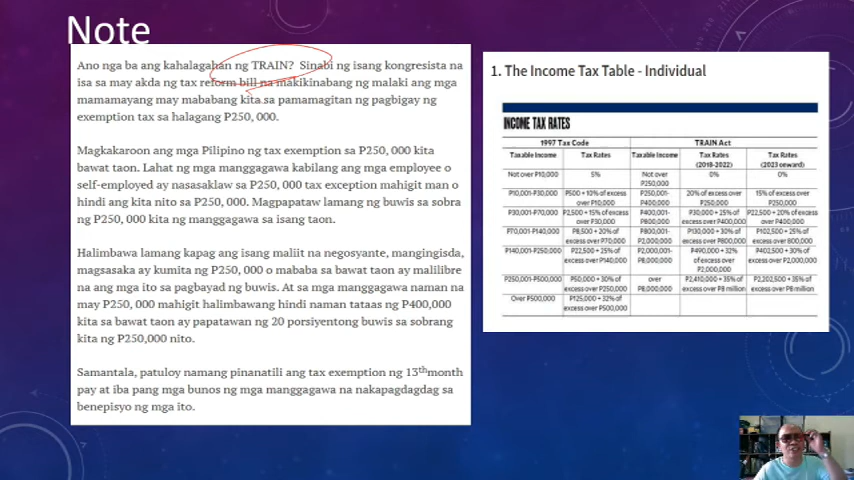 Note
Ano nga ba ang kahalagahan ng TRAIN? Sinabi ng isang kongresista na
isa sa may akda ng tax reform bill na makikinabang ng malaki ang mga
mamamayang may mababang kita sa pamamagitan ng pagbigay ng
exemption tax sa halagang P250, 000.
Magkakaroon ang mga Pilipino ng tax exemption sa P250, 000 kita
bawat taon. Lahat ng mga manggagawa kabilang ang mga employee o
self-employed ay nasasaklaw sa P250, 000 tax exception mahigit man o
hindi ang kita nito sa P250, 000. Magpapataw lamang ng buwis sa sobra
ng P250, 000 kita ng manggagawa sa isang taon.
Halimbawa lamang kapag ang isang maliit na negosyante, mangingisda,
magsasaka ay kumita ng P250, 000 o mababa sa bawat taon ay malilibre
na ang mga ito sa pagbayad ng buwis. At sa mga manggagawa naman na
may P250, 000 mahigit halimbawang hindi naman tataas ng P400,000
kita sa bawat taon ay papatawan ng 20 porsiyentong buwis sa sobrang
kita ng P250,000 nito.
Samantala, patuloy namang pinanatili ang tax exemption ng 13thmonth
pay at iba pang mga bunos ng mga manggagawa na nakapagdagdag sa
benepisyo ng mga ito.
1. The Income Tax Table - Individual
INCOME TAX RATES
1997 Tax Code TRAIN Act
Taxable Income Tax Rates Taxable Income Tax Rates (2018-2022) Tax Rates (2023 onward)
Not over P10,000 5% Not over P250,000 0% 0%
P10,001-P30,000 P500 + 10% of excess over P10,000 P250,001-P400,000 20% of excess over P250,000 15% of excess over P250,000
P30,001-P70,000 P2,500 + 15% of excess over P30,000 P400,001-P800,000 P30,000 + 25% of excess over P400,000 P22,500 + 20% of excess over P400,000
P70,001-P140,000 P8,500 + 20% of excess over P70,000 P800,001-P2,000,000 P130,000 + 30% of excess over P800,000 P102,500 + 25% of excess over 800,000
P140,001-P250,000 P22,500 + 25% of excess over P140,000 P2,000,001-P8,000,000 P490,000 + 32% of excess over P2,000,000 P402,500 + 30% of excess over P2,000,000
P250,001-P500,000 P50,000 + 30% of excess over P250,000 over P8,000,000 P2,410,000 + 35% of excess over P8 million P2,202,500 + 35% of excess over P8 million
Over P500,000 P125,000 + 32% of excess over P500,000